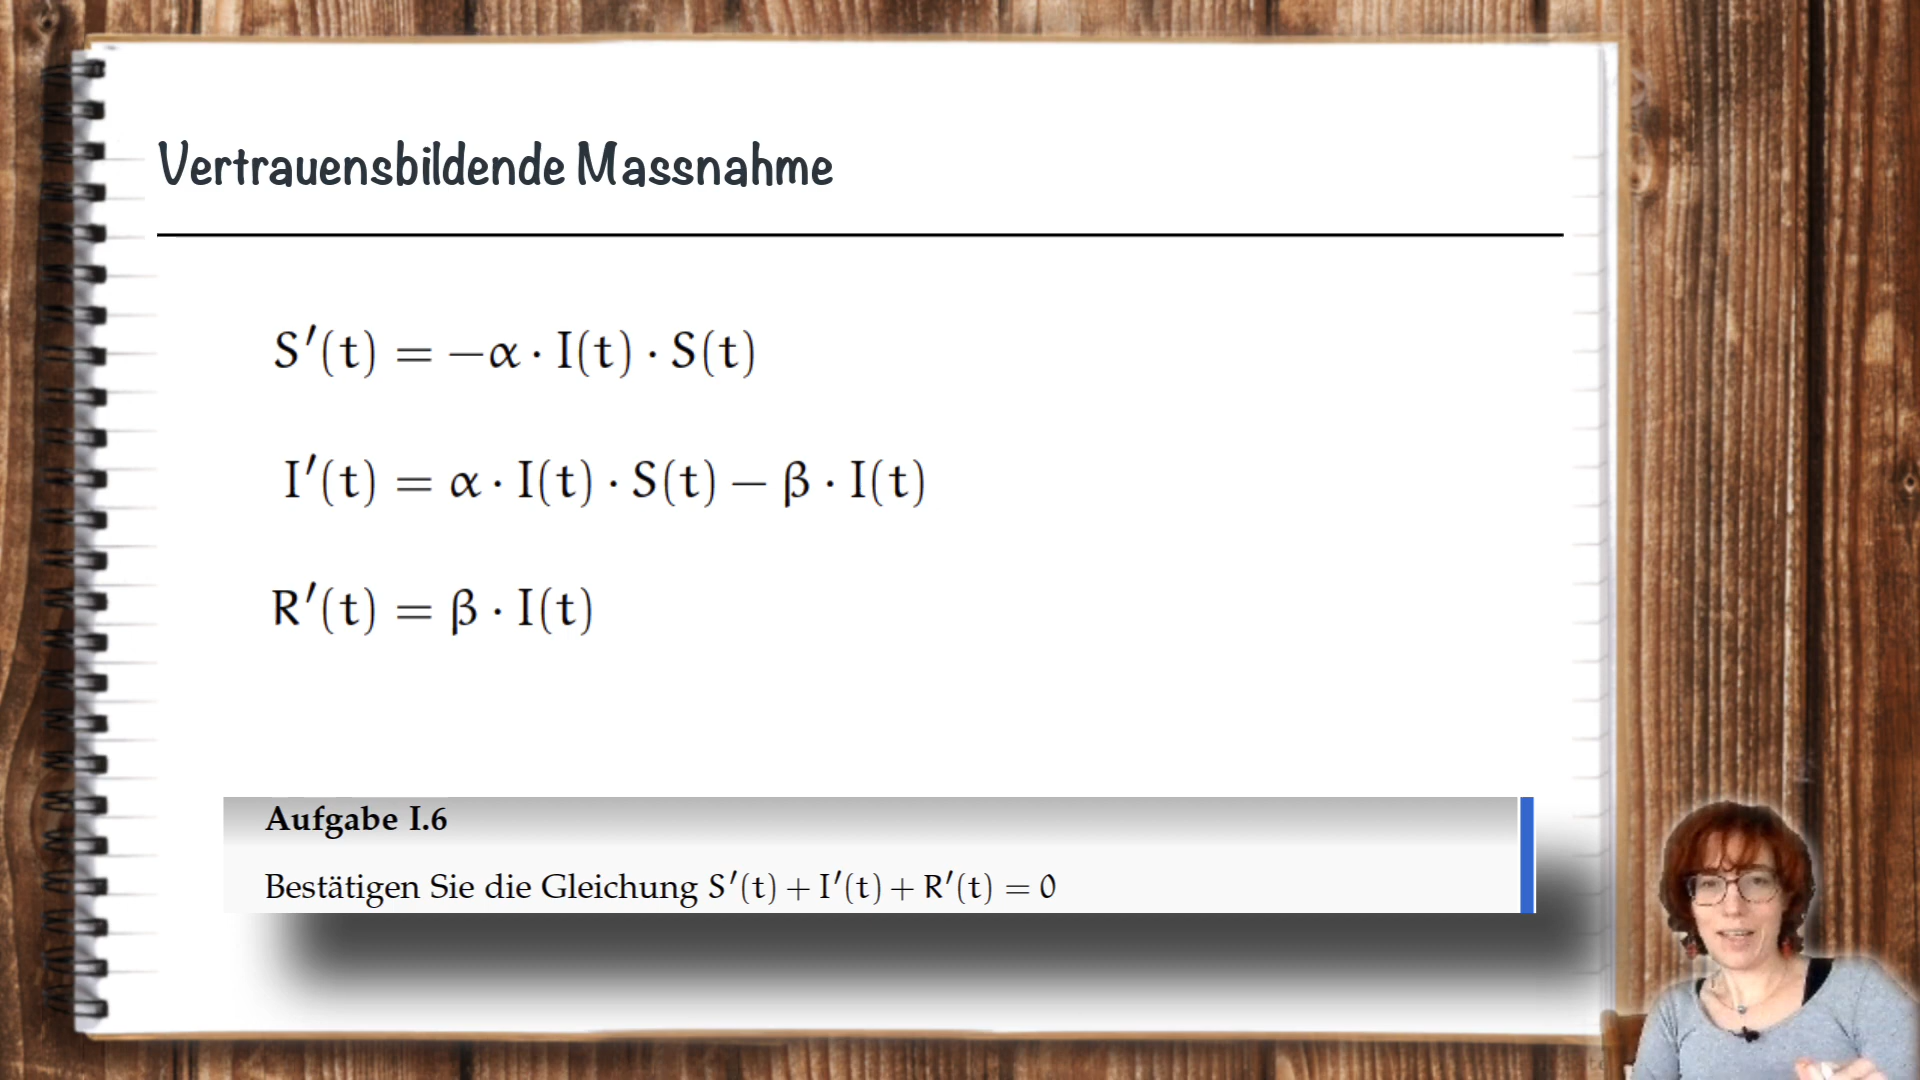 Vertrauensbildende Massnahme
S′(t) = −α · I(t) · S(t)
I′(t) = α · I(t) · S(t) − β · I(t)
R′(t) = β · I(t)
Aufgabe I.6
Bestätigen Sie die Gleichung S′(t) + I′(t) + R′(t) = 0